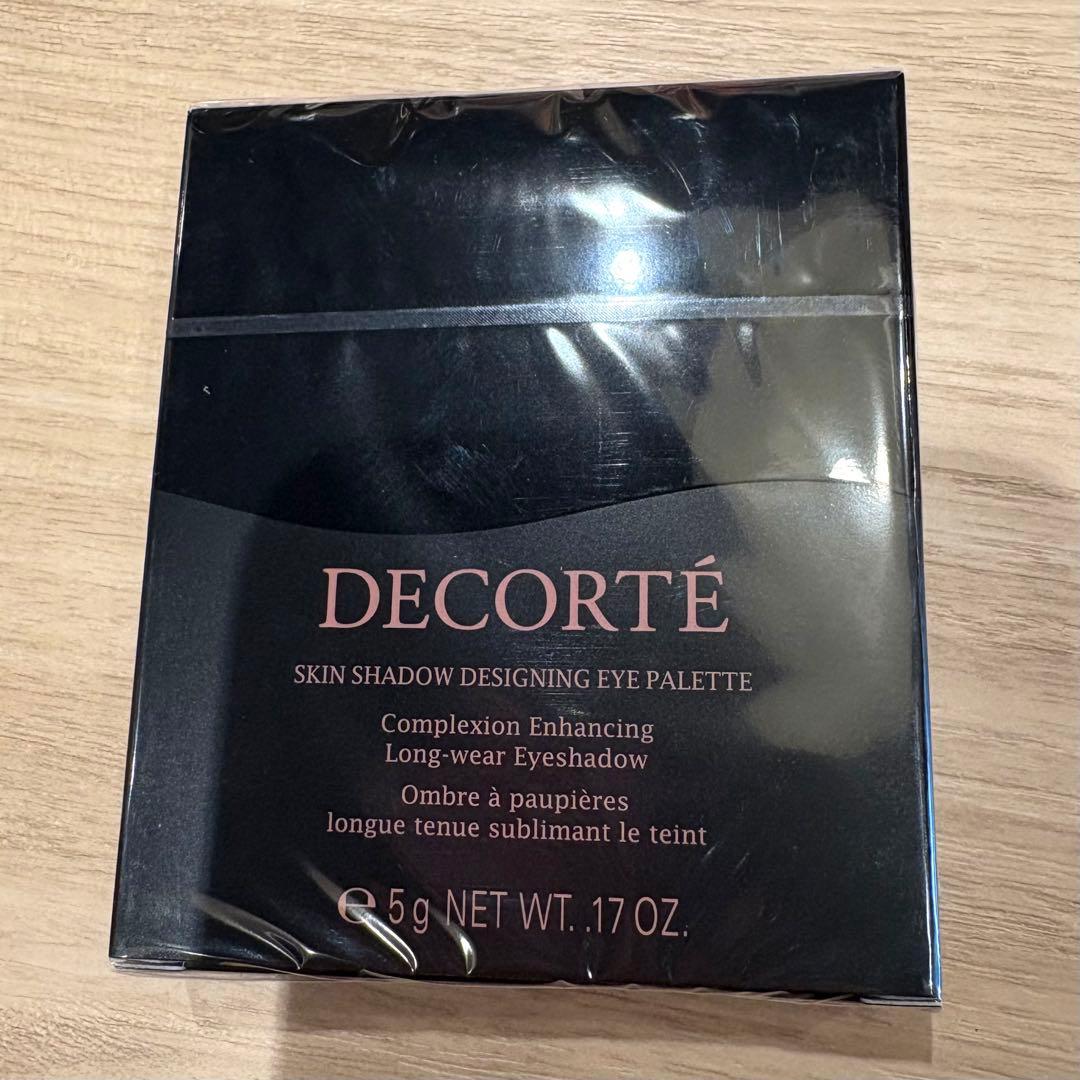 DECORTÉ
SKIN SHADOW DESIGNING EYE PALETTE
Complexion Enhancing
Long-wear Eyeshadow
Ombre à paupières
longue tenue sublimant le teint
℮ 5g NET WT. .17 OZ.